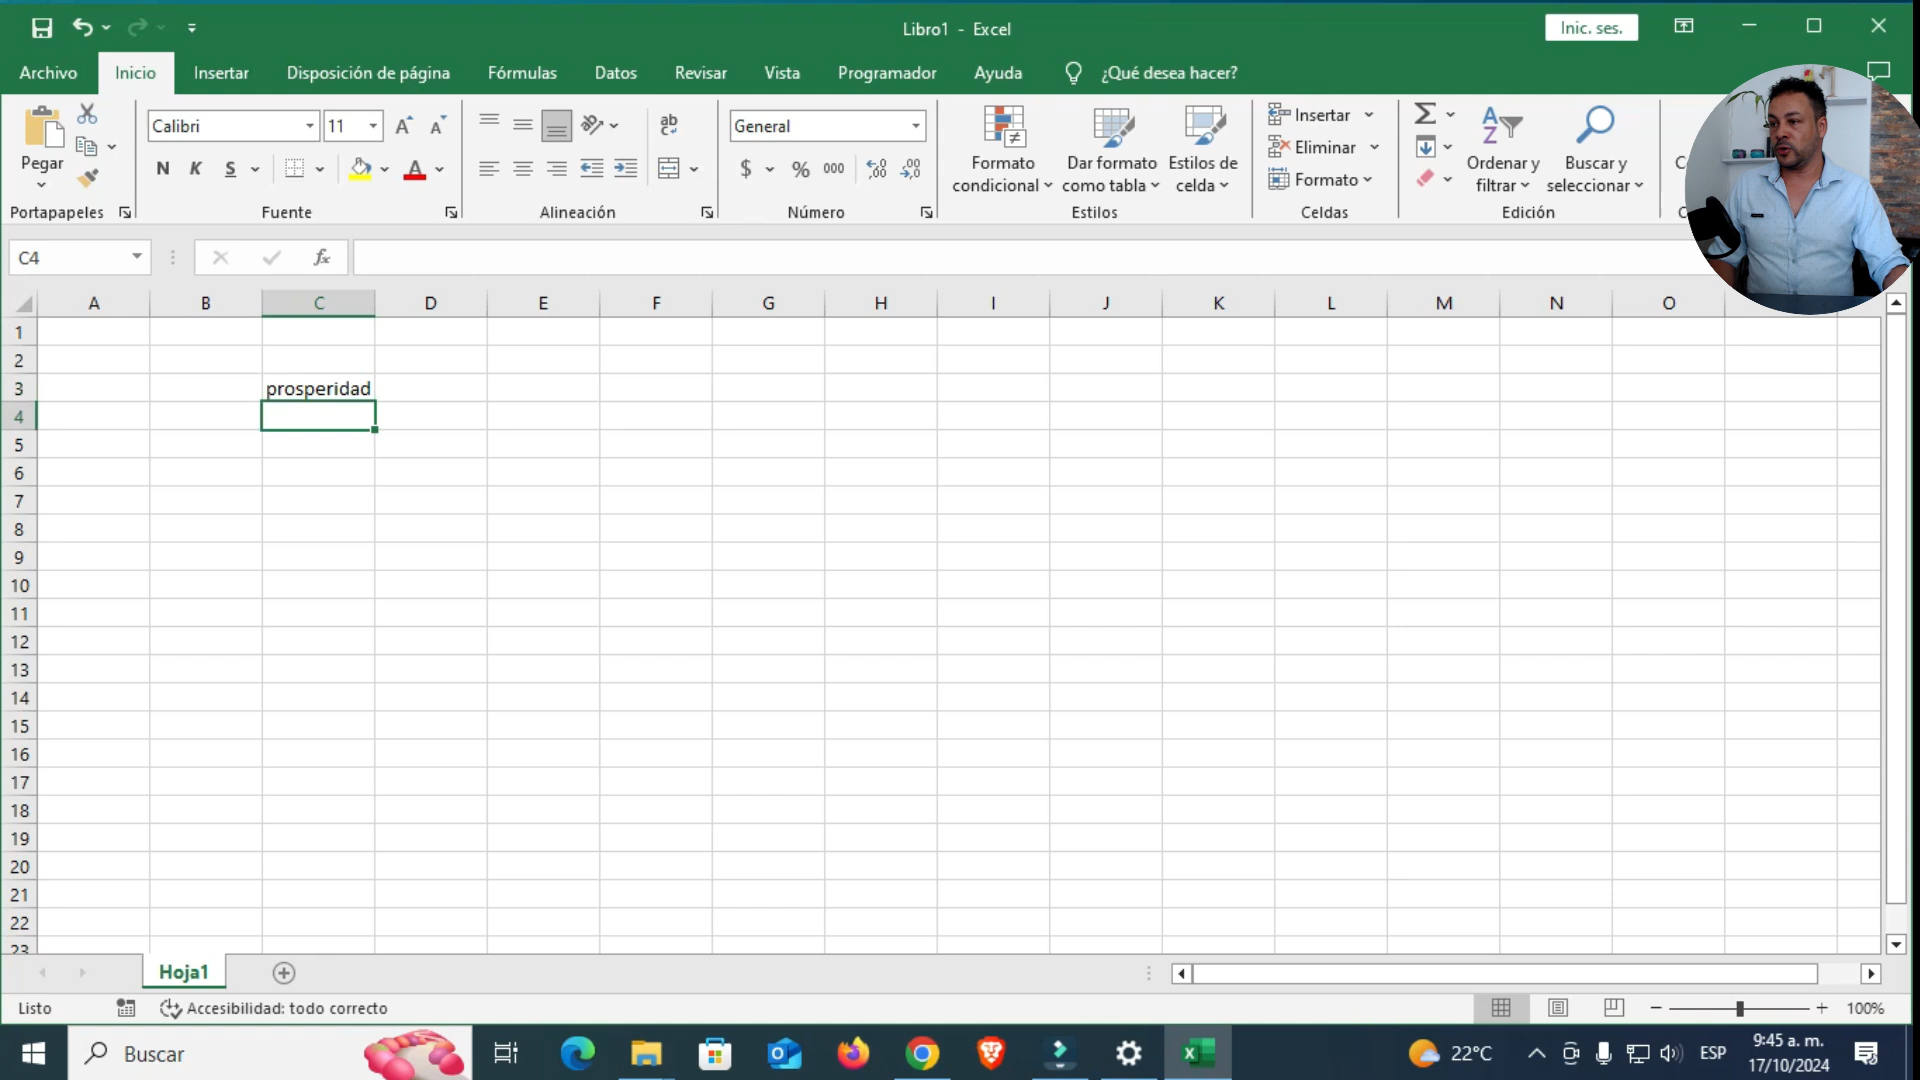 Libro1 - Excel
Inic. ses.
Archivo Inicio Insertar Disposición de página Fórmulas Datos Revisar Vista Programador Ayuda ¿Qué desea hacer?
Pegar
Portapapeles
Calibri 11
N K S
Fuente
Alineación
General
$ % 000
Número
Formato condicional
Dar formato como tabla
Estilos de celda
Estilos
Insertar
Eliminar
Formato
Celdas
Ordenar y filtrar
Buscar y seleccionar
Edición
C4
fx
A B C D E F G H I J K L M N O
1
2
3 prosperidad
4
5
6
7
8
9
10
11
12
13
14
15
16
17
18
19
20
21
22
23
Hoja1
Listo Accesibilidad: todo correcto 100%
Buscar
22°C ESP 9:45 a. m.
17/10/2024